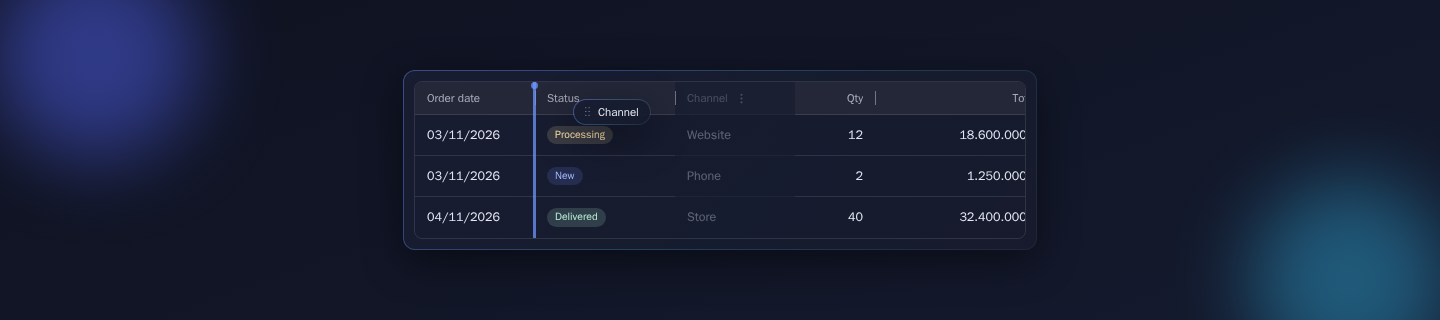 Order date Status Channel Qty To
Channel
03/11/2026 Processing Website 12 18.600.000
03/11/2026 New Phone 2 1.250.000
04/11/2026 Delivered Store 40 32.400.000